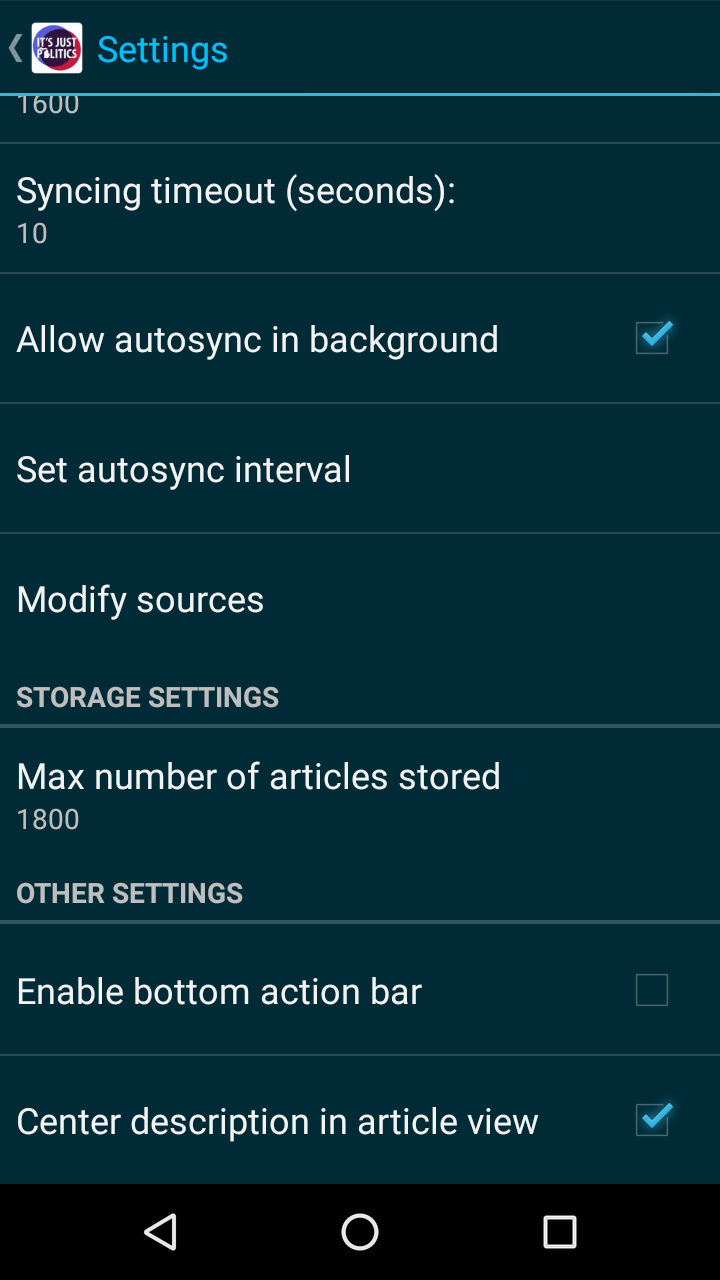 IT'S JUST
POLITICS
Settings
1600
Syncing timeout (seconds):
10
Allow autosync in background
Set autosync interval
Modify sources
STORAGE SETTINGS
Max number of articles stored
1800
OTHER SETTINGS
Enable bottom action bar
Center description in article view